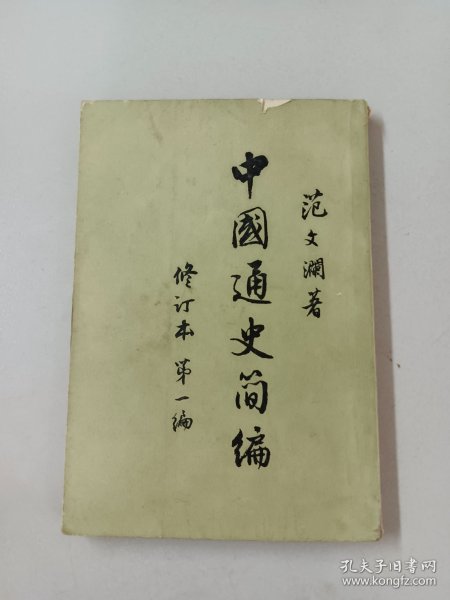 范文澜著
中國通史简编
修订本 第一编
孔夫子旧书网
www.kongfz.com